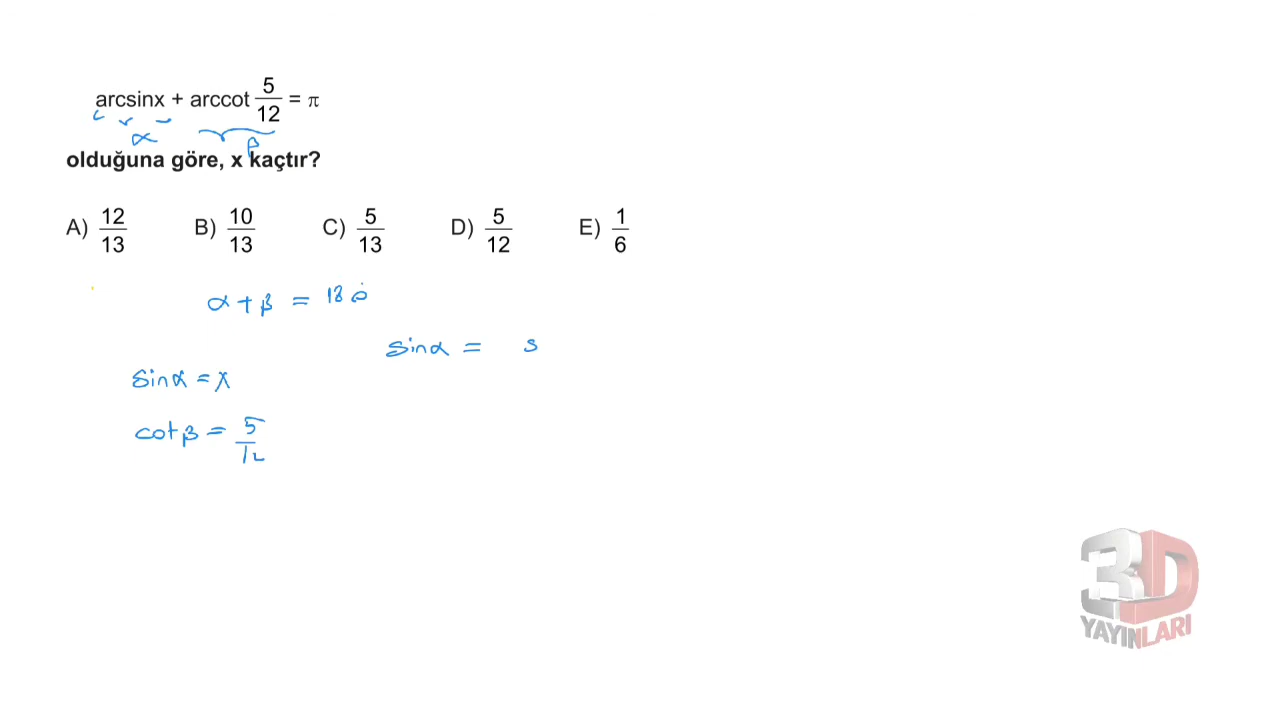 arcsinx + arccot 5/12 = π
α β
olduğuna göre, x kaçtır?
A) 12/13 B) 10/13 C) 5/13 D) 5/12 E) 1/6
α + β = 180°
sinα = s
sinα = x
cotβ = 5/12
3D
YAYINLARI